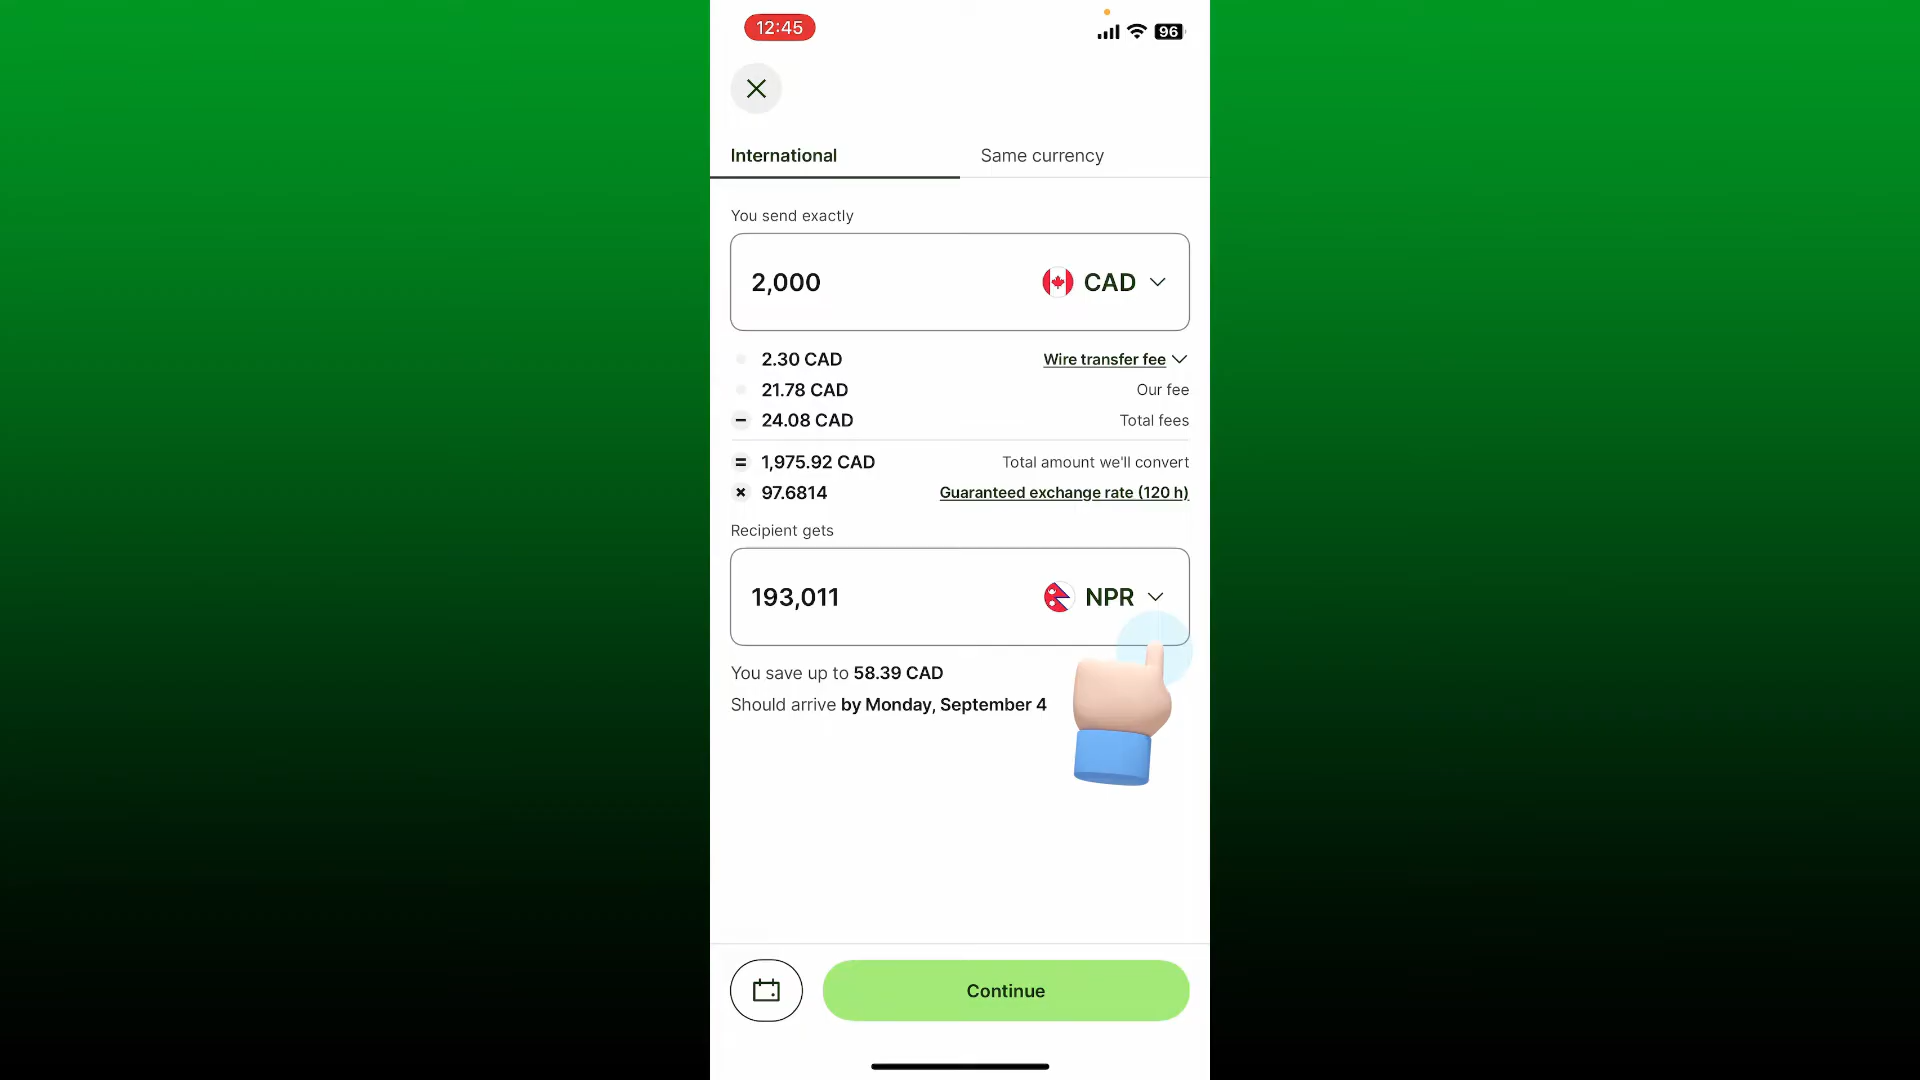 12:45
96
International
Same currency
You send exactly
2,000
CAD
2.30 CAD
Wire transfer fee
21.78 CAD
Our fee
− 24.08 CAD
Total fees
= 1,975.92 CAD
Total amount we'll convert
× 97.6814
Guaranteed exchange rate (120 h)
Recipient gets
193,011
NPR
You save up to 58.39 CAD
Should arrive by Monday, September 4
Continue